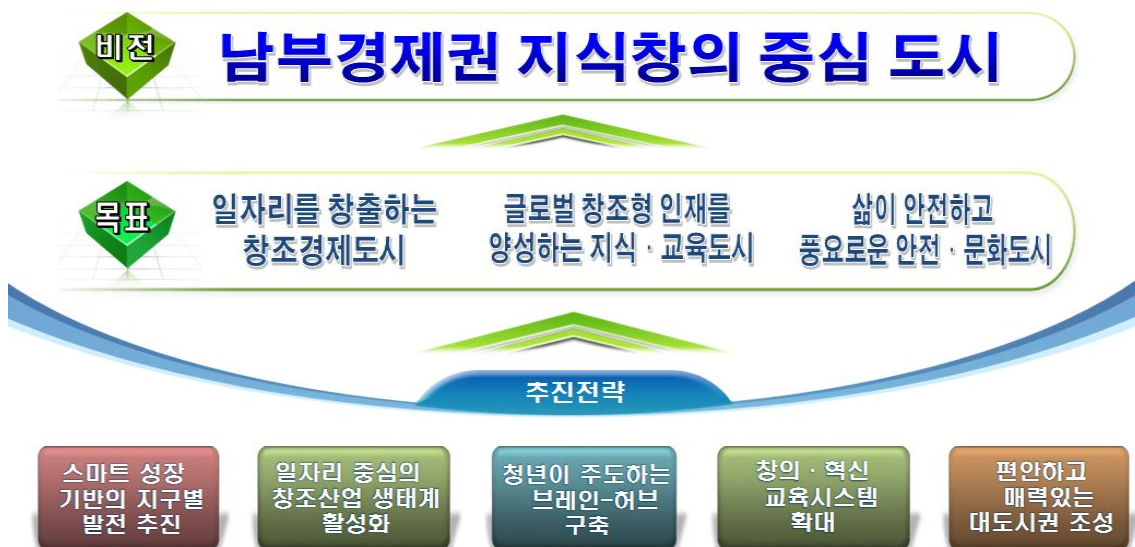 비전
남부경제권 지식창의 중심 도시
목표
일자리를 창출하는
창조경제도시
글로벌 창조형 인재를
양성하는 지식 · 교육도시
삶이 안전하고
풍요로운 안전 · 문화도시
추진전략
스마트 성장
기반의 지구별
발전 추진
일자리 중심의
창조산업 생태계
활성화
청년이 주도하는
브레인-허브
구축
창의 · 혁신
교육시스템
확대
편안하고
매력있는
대도시권 조성